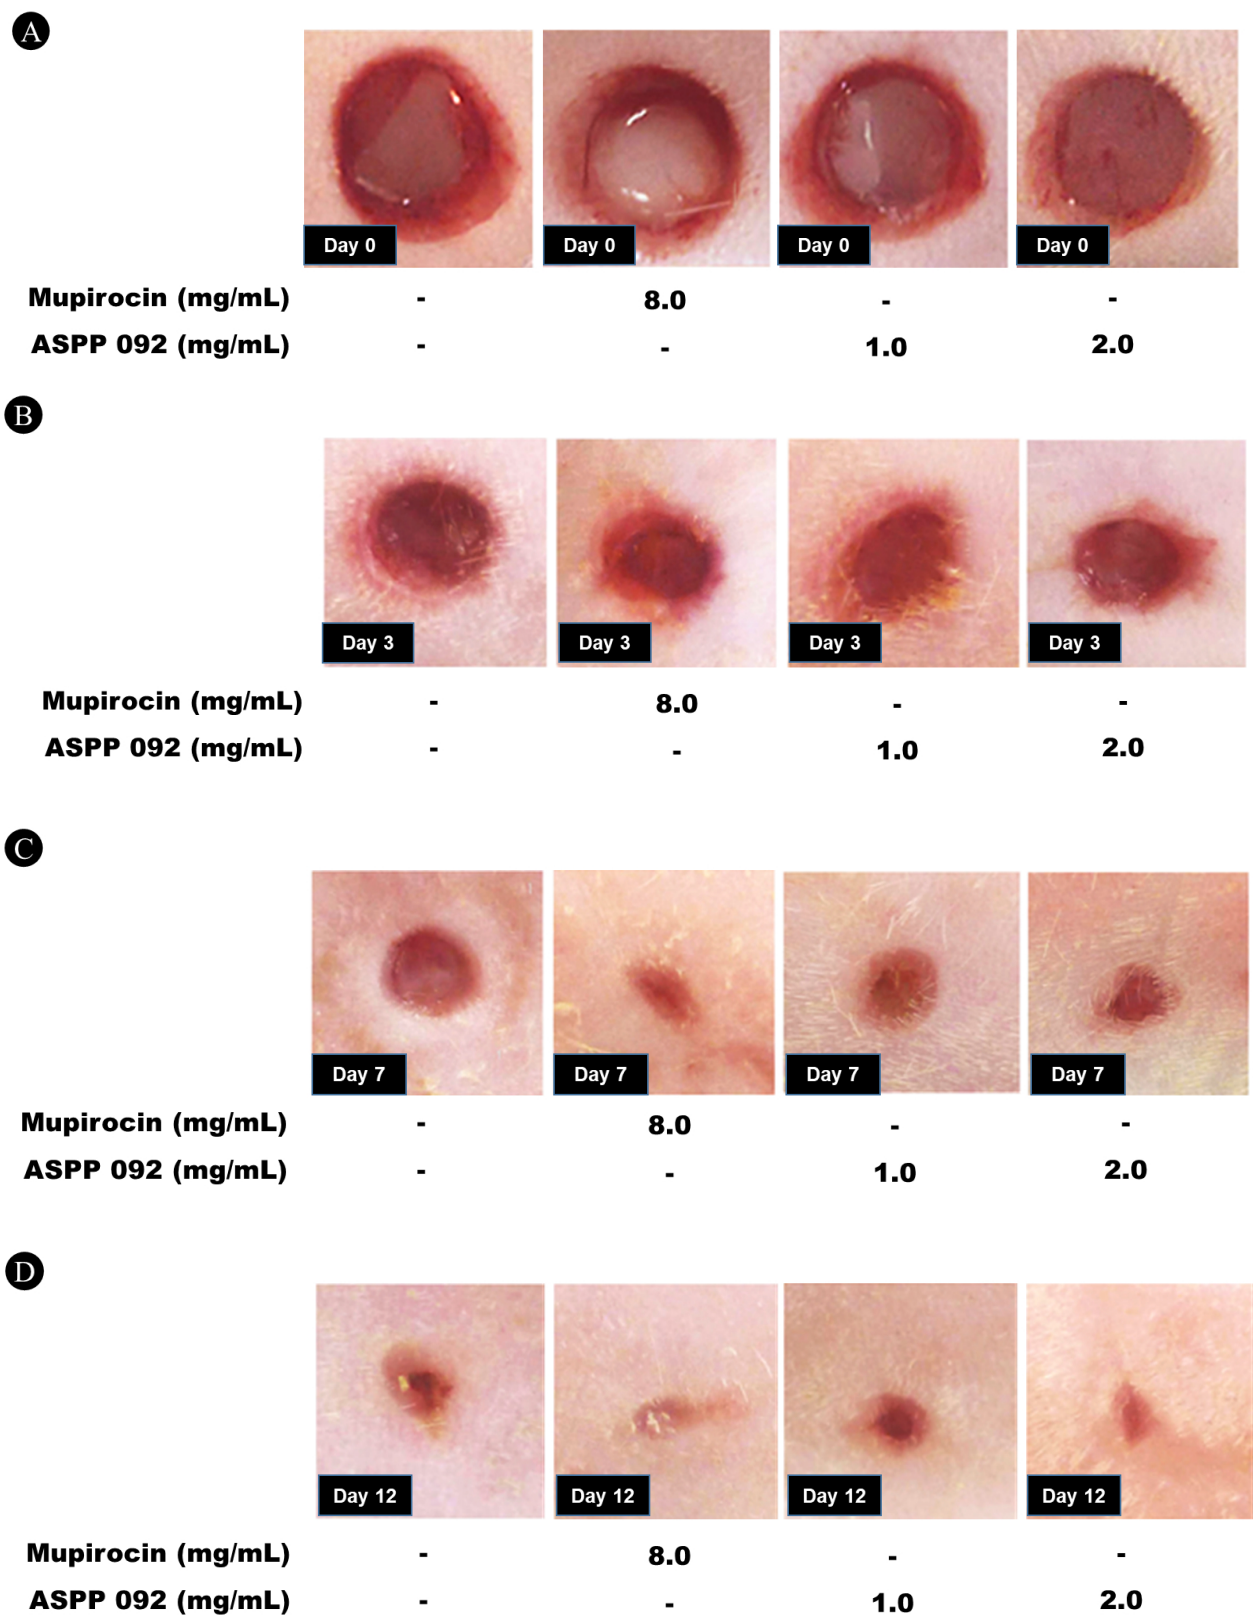 A
Day 0 Day 0 Day 0 Day 0
Mupirocin (mg/mL) - 8.0 - -
ASPP 092 (mg/mL) - - 1.0 2.0
B
Day 3 Day 3 Day 3 Day 3
Mupirocin (mg/mL) - 8.0 - -
ASPP 092 (mg/mL) - - 1.0 2.0
C
Day 7 Day 7 Day 7 Day 7
Mupirocin (mg/mL) - 8.0 - -
ASPP 092 (mg/mL) - - 1.0 2.0
D
Day 12 Day 12 Day 12 Day 12
Mupirocin (mg/mL) - 8.0 - -
ASPP 092 (mg/mL) - - 1.0 2.0